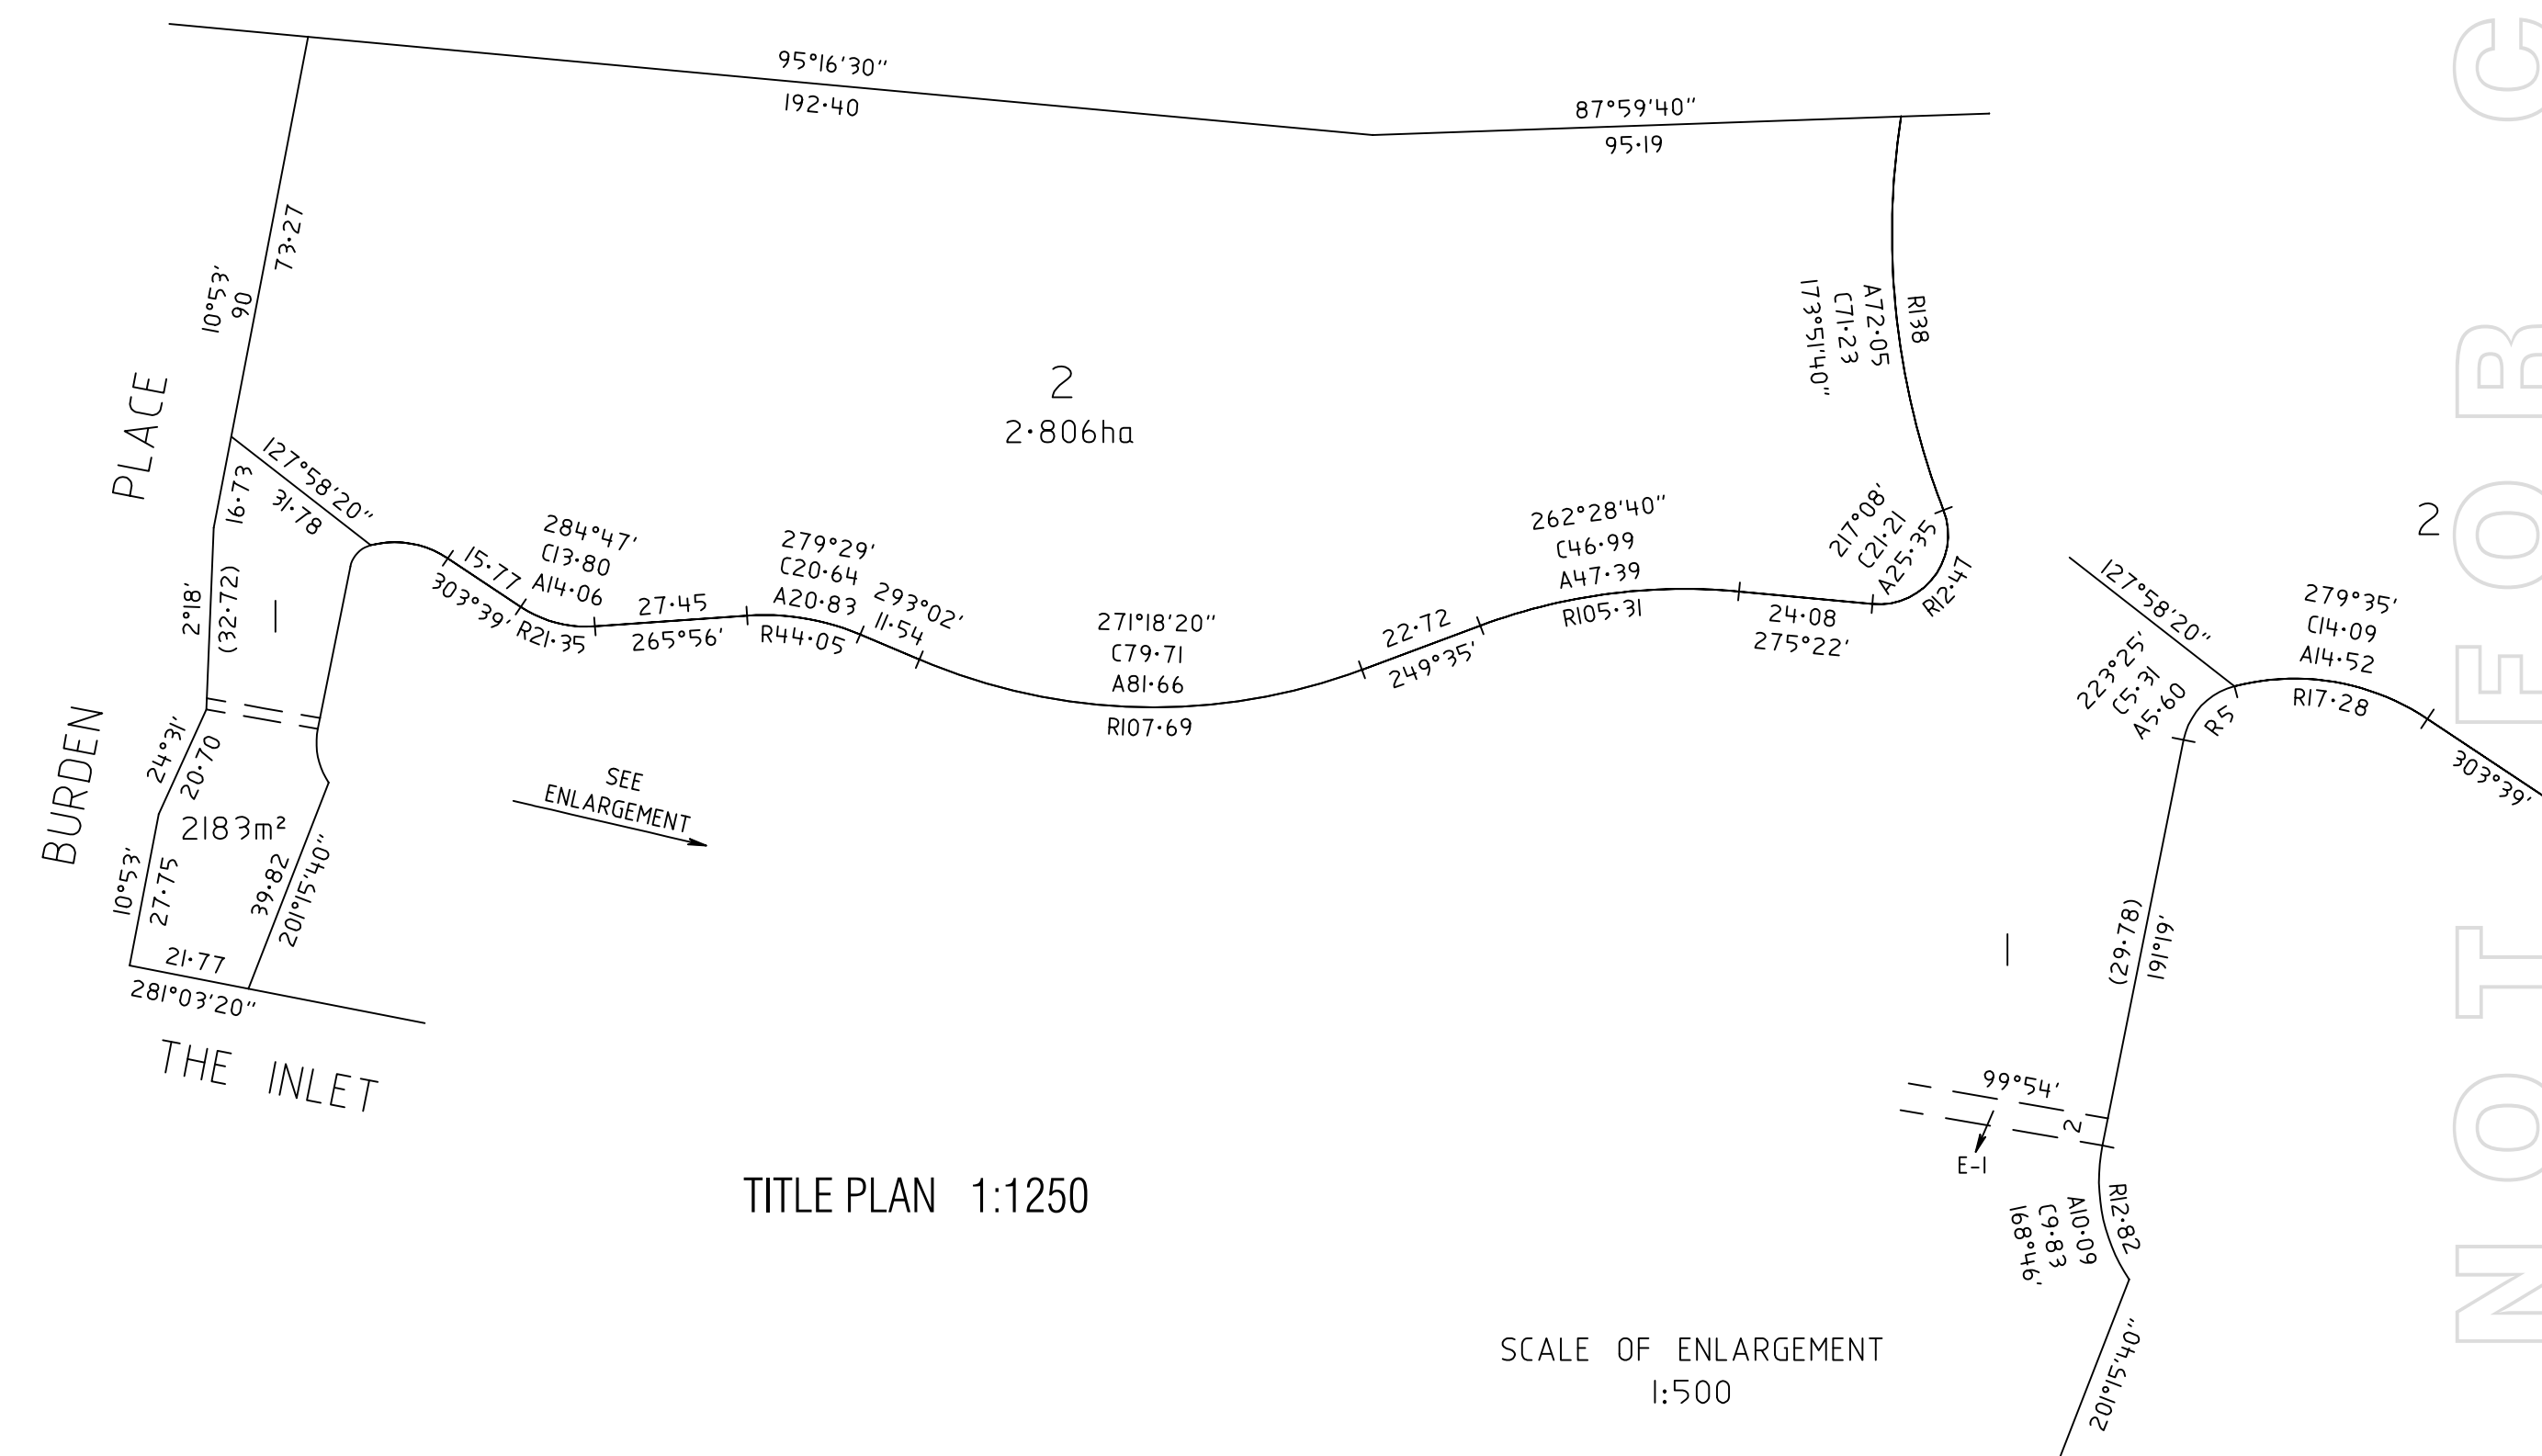 95°16'30"
192·40
87°59'40"
95·19
73·27
10°53'
90
PLACE
127°58'20"
31·78
16·73
2°18'
(32·72)
1
2
2·806ha
173°51'40"
C71·23
A72·05
R138
217°08'
C21·21
A25·35
R12·47
15·77
303°39'
284°47'
C13·80
A14·06
R21·35
27·45
265°56'
279°29'
C20·64
A20·83
R44·05
293°02'
11·54
271°18'20"
C79·71
A81·66
R107·69
22·72
249°35'
262°28'40"
C46·99
A47·39
R105·31
24·08
275°22'
BURDEN
24°31'
20·70
2183m²
10°53'
27·75
39·82
201°15'40"
21·77
281°03'20"
THE INLET
SEE
ENLARGEMENT
2
127°58'20"
279°35'
C14·09
A14·52
R17·28
223°25'
C5·31
A5·60
R5
303°39'
(29·78)
191°16'
1
99°54'
2
E-1
168°46'
C9·83
A10·09
R12·82
201°15'40"
TITLE PLAN 1:1250
SCALE OF ENLARGEMENT
1:500
NOT FOR C